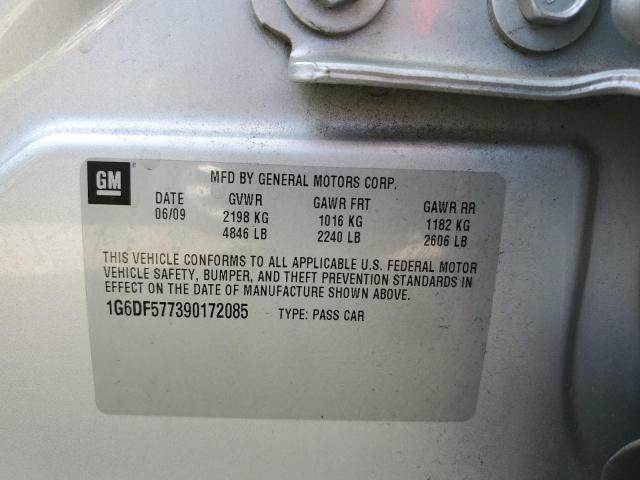 GM
MFD BY GENERAL MOTORS CORP.
DATE GVWR GAWR FRT GAWR RR
06/09 2198 KG 1016 KG 1182 KG
4846 LB 2240 LB 2606 LB
THIS VEHICLE CONFORMS TO ALL APPLICABLE U.S. FEDERAL MOTOR
VEHICLE SAFETY, BUMPER, AND THEFT PREVENTION STANDARDS IN
EFFECT ON THE DATE OF MANUFACTURE SHOWN ABOVE.
1G6DF577390172085 TYPE: PASS CAR